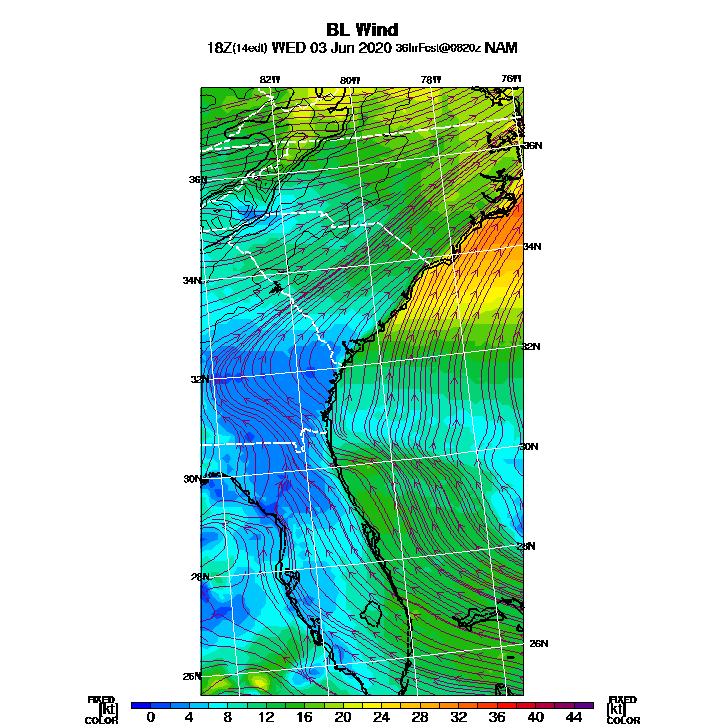 BL Wind
18Z(14edt) WED 03 Jun 2020 36hrFcst@0820z NAM
82W 80W 78W 76W
36N
36N
34N
34N
32N
32N
30N
30N
28N
28N
26N
26N
FIXED FIXED
[kt] 0 4 8 12 16 20 24 28 32 36 40 44 [kt]
COLOR COLOR